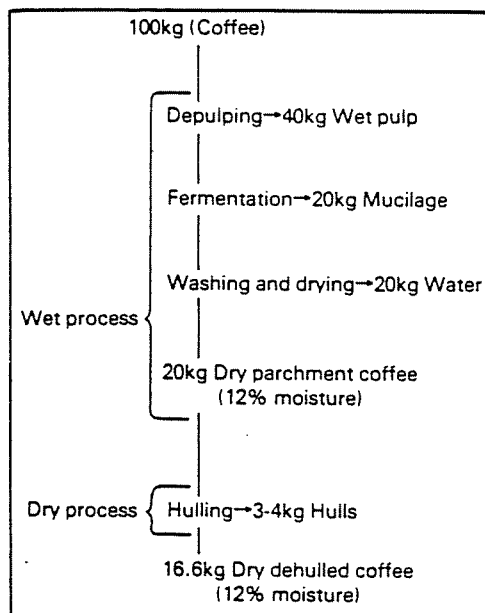 100kg (Coffee)
Depulping→40kg Wet pulp
Fermentation→20kg Mucilage
Washing and drying→20kg Water
Wet process
20kg Dry parchment coffee
(12% moisture)
Dry process
Hulling→3-4kg Hulls
16.6kg Dry dehulled coffee
(12% moisture)